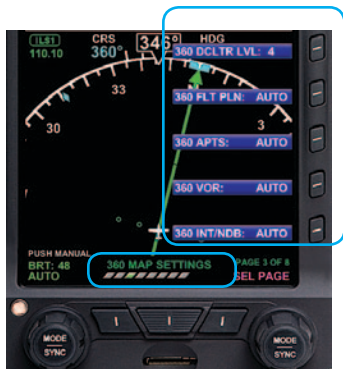 ILS1
CRS
HDG
110.10
360°
346°
360 DCLTR LVL: 4
33
360 FLT PLN: AUTO
30
3
360 APTS: AUTO
360 VOR: AUTO
360 INT/NDB: AUTO
PUSH MANUAL
BRT: 48
AUTO
360 MAP SETTINGS
PAGE 3 OF 8
SEL PAGE
MODE
SYNC
MODE
SYNC